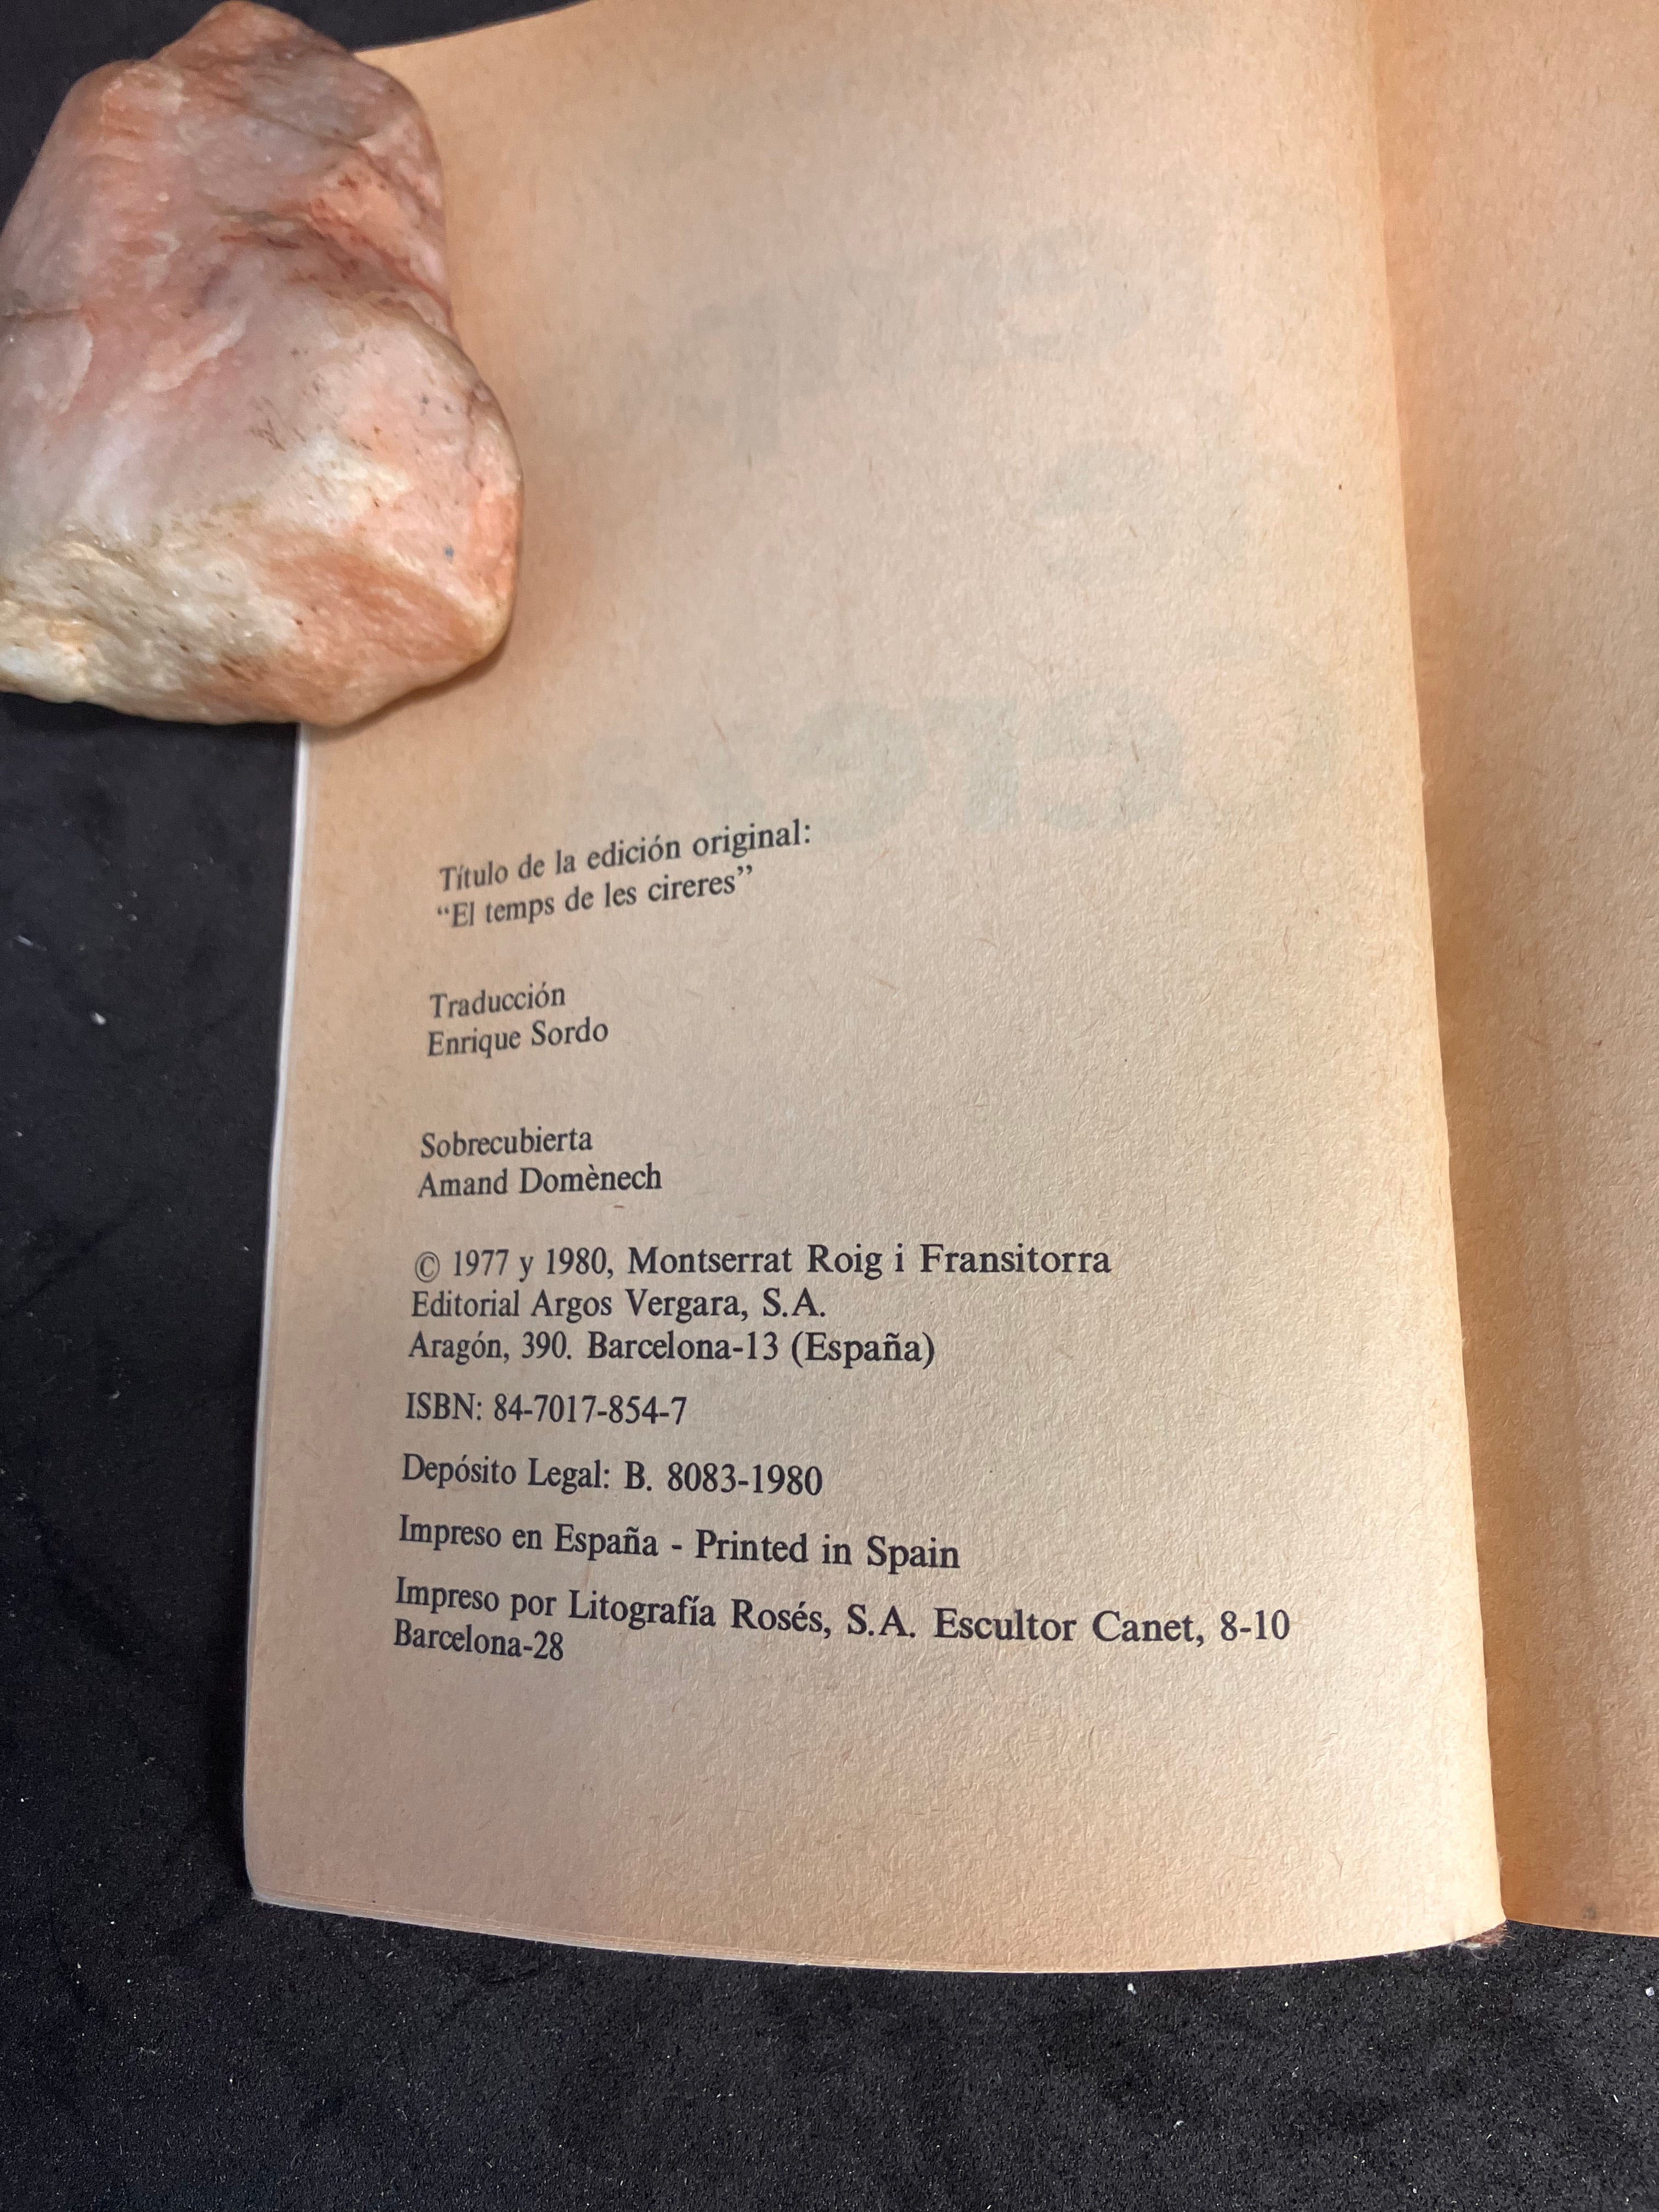 Título de la edición original:
“El temps de les cireres”
Traducción
Enrique Sordo
Sobrecubierta
Amand Domènech
© 1977 y 1980, Montserrat Roig i Fransitorra
Editorial Argos Vergara, S.A.
Aragón, 390. Barcelona-13 (España)
ISBN: 84-7017-854-7
Depósito Legal: B. 8083-1980
Impreso en España - Printed in Spain
Impreso por Litografía Rosés, S.A. Escultor Canet, 8-10
Barcelona-28